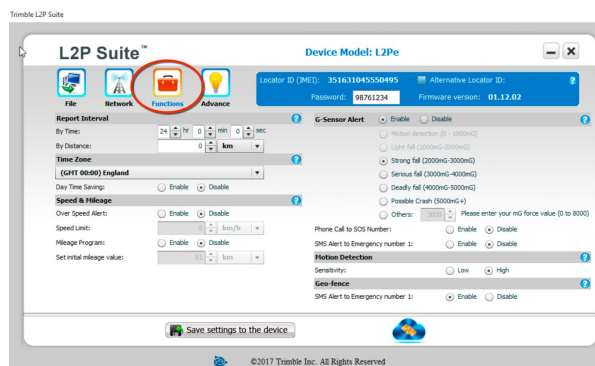 Trimble L2P Suite
L2P Suite™
Device Model: L2Pe
File Network Functions Advance
Locator ID (IMEI): 351631045550495 Alternative Locator ID:
Password: 98761234 Firmware version: 01.12.02
Report Interval
By Time: 24 hr 0 min 0 sec
By Distance: 0 km
Time Zone
(GMT 00:00) England
Day Time Saving: Enable Disable
Speed & Mileage
Over Speed Alert: Enable Disable
Speed Limit: 0 km/h
Mileage Program: Enable Disable
Set initial mileage value: 51 km
G-Sensor Alert Enable Disable
Motion detection (0 - 1000mG)
Light fall (1000mG-2000mG)
Strong fall (2000mG-3000mG)
Serious fall (3000mG-4000mG)
Deadly fall (4000mG-5000mG)
Possible Crash (5000mG+)
Others: 3000 Please enter your mG force value (0 to 8000)
Phone Call to SOS Number: Enable Disable
SMS Alert to Emergency number 1: Enable Disable
Motion Detection
Sensitivity: Low High
Geo-fence
SMS Alert to Emergency number 1: Enable Disable
Save settings to the device
©2017 Trimble Inc. All Rights Reserved